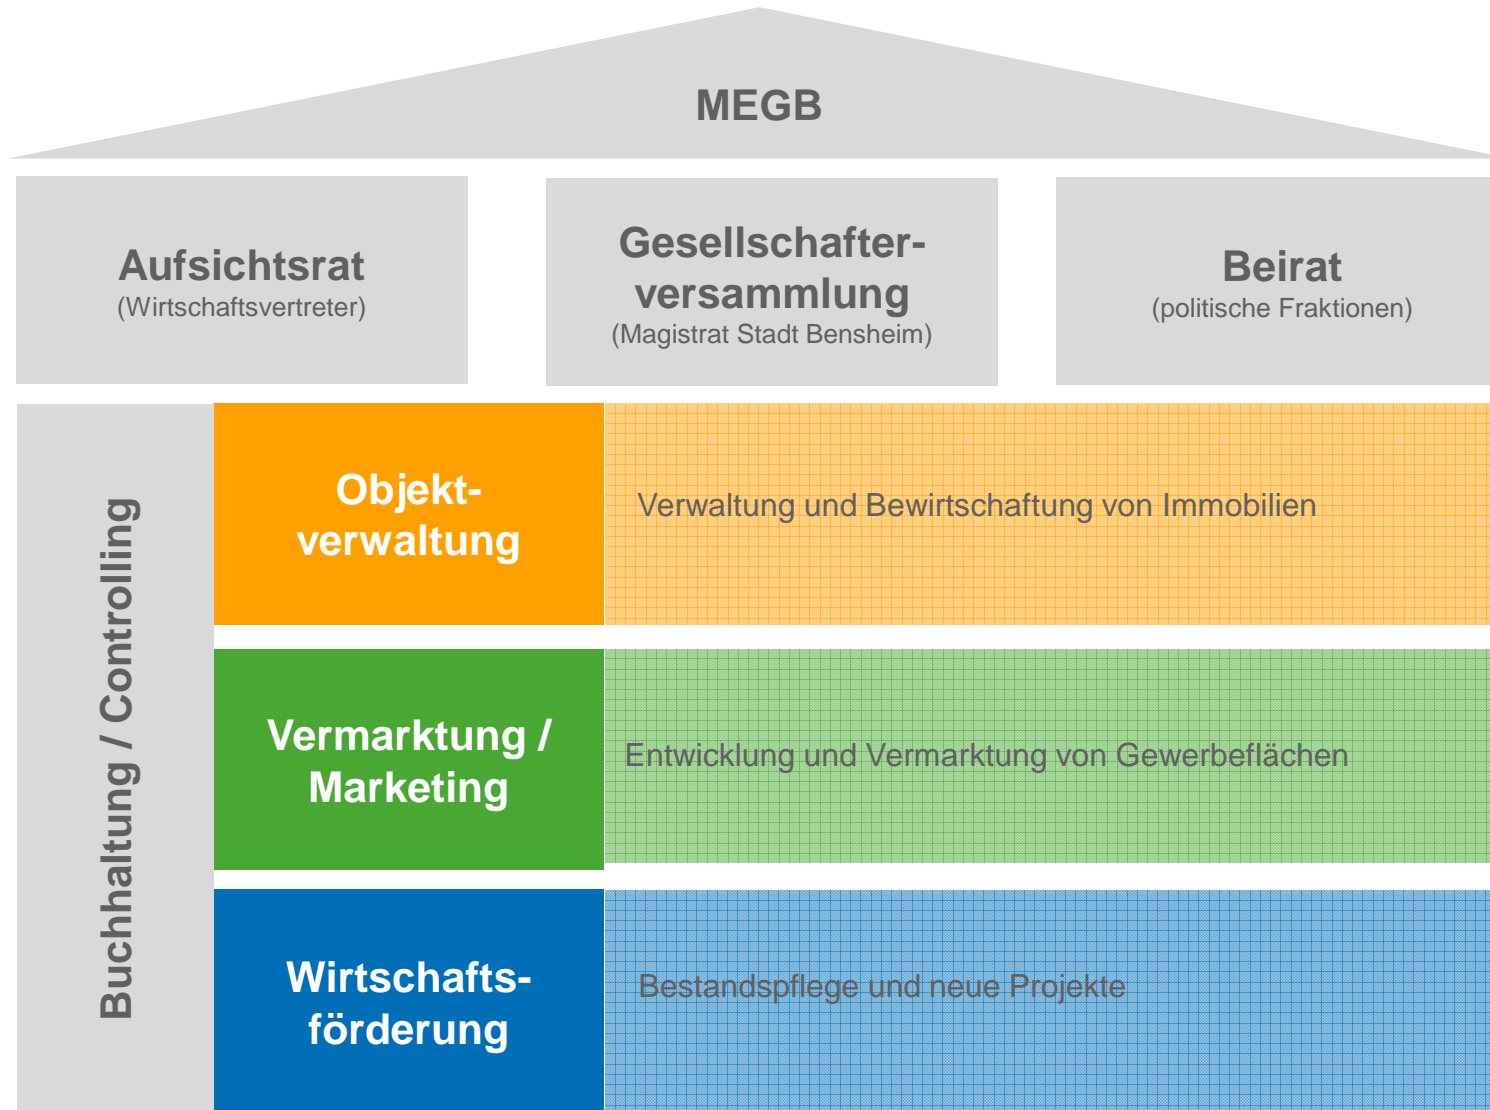 MEGB
Aufsichtsrat
(Wirtschaftsvertreter)
Gesellschafter-
versammlung
(Magistrat Stadt Bensheim)
Beirat
(politische Fraktionen)
Buchhaltung / Controlling
Objekt-
verwaltung
Verwaltung und Bewirtschaftung von Immobilien
Vermarktung /
Marketing
Entwicklung und Vermarktung von Gewerbeflächen
Wirtschafts-
förderung
Bestandspflege und neue Projekte